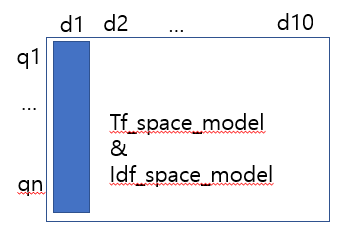 d1 d2 ... d10
q1
...
qn
Tf_space_model
&
Idf_space_model